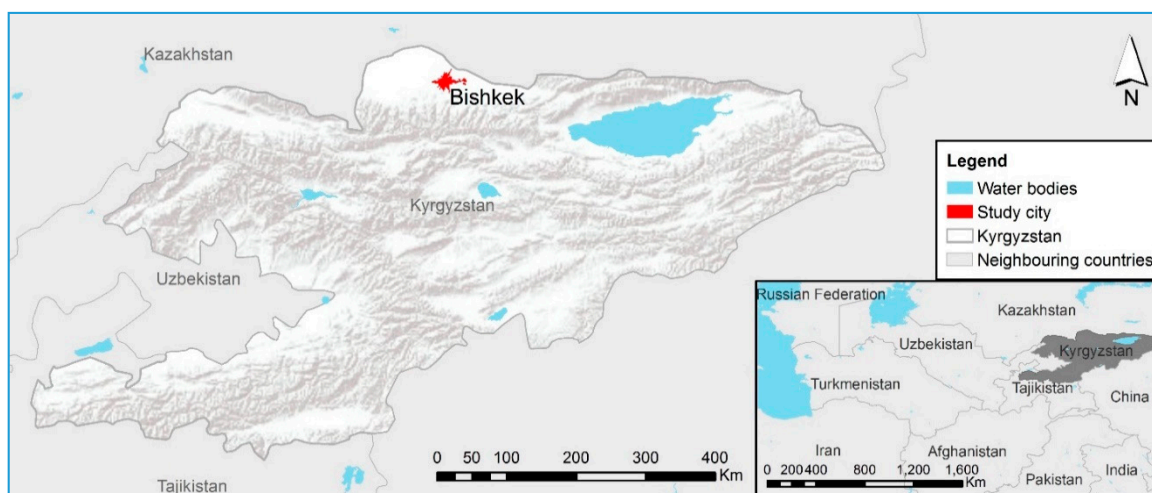 Kazakhstan
Bishkek
N
Kyrgyzstan
Uzbekistan
Tajikistan
0 50 100 200 300 400
Km
Legend
Water bodies
Study city
Kyrgyzstan
Neighbouring countries
Russian Federation
Kazakhstan
Uzbekistan
Kyrgyzstan
Turkmenistan
Tajikistan
China
Iran
Afghanistan
Pakistan
India
0 200 400 800 1,200 1,600
Km